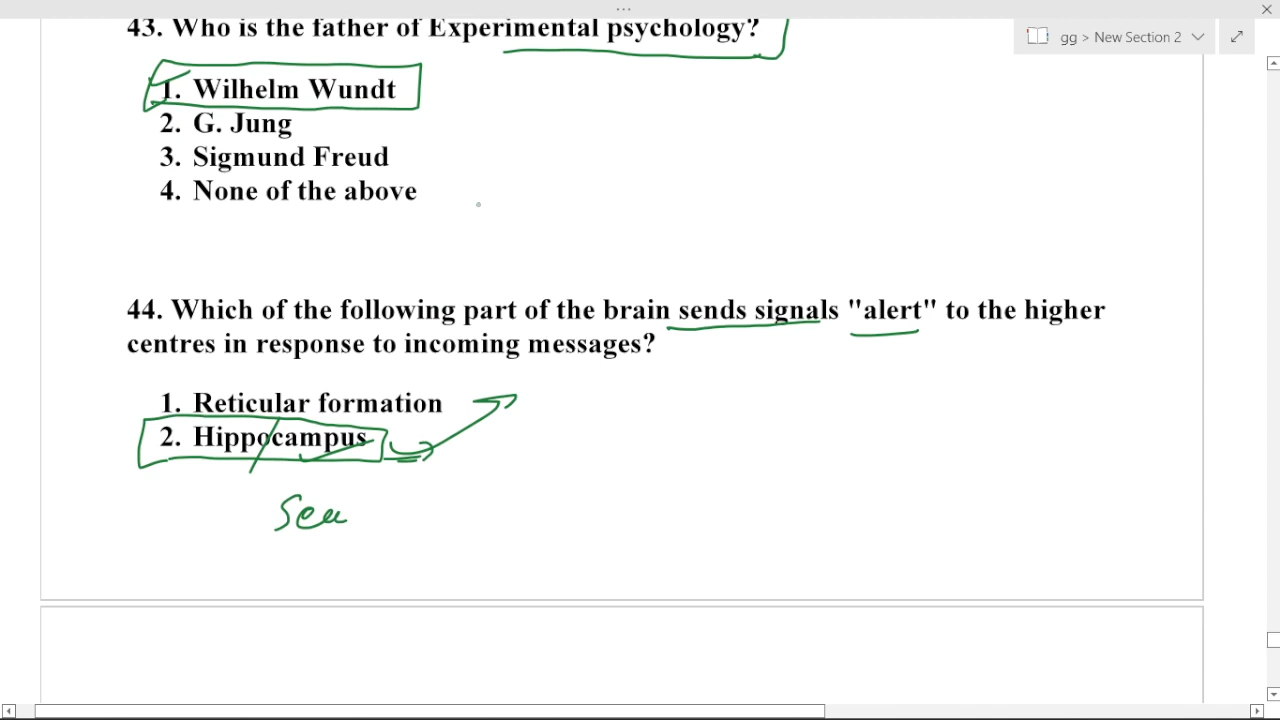 43. Who is the father of Experimental psychology?
gg > New Section 2
1. Wilhelm Wundt
2. G. Jung
3. Sigmund Freud
4. None of the above
44. Which of the following part of the brain sends signals "alert" to the higher
centres in response to incoming messages?
1. Reticular formation
2. Hippocampus